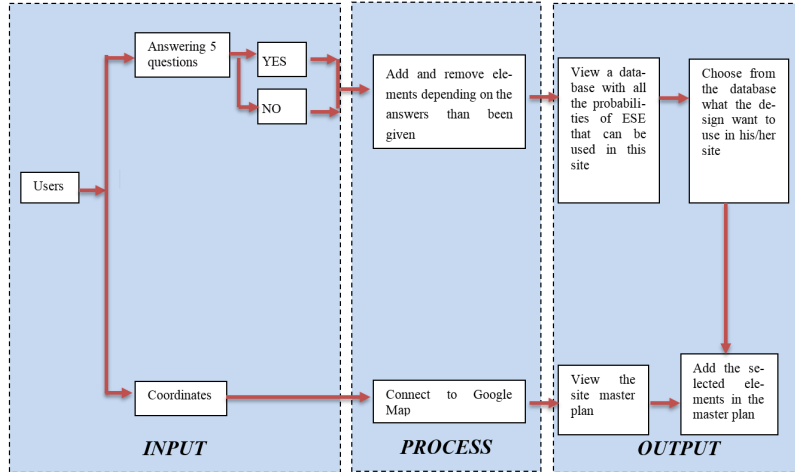 Answering 5
questions
YES
NO
Users
Coordinates
INPUT
Add and remove ele-
ments depending on the
answers than been
given
Connect to Google
Map
PROCESS
View a data-
base with all
the probabili-
ties of ESE
that can be
used in this
site
Choose from
the database
what the de-
sign want to
use in his/her
site
View the
site master
plan
Add the se-
lected ele-
ments in the
master plan
OUTPUT